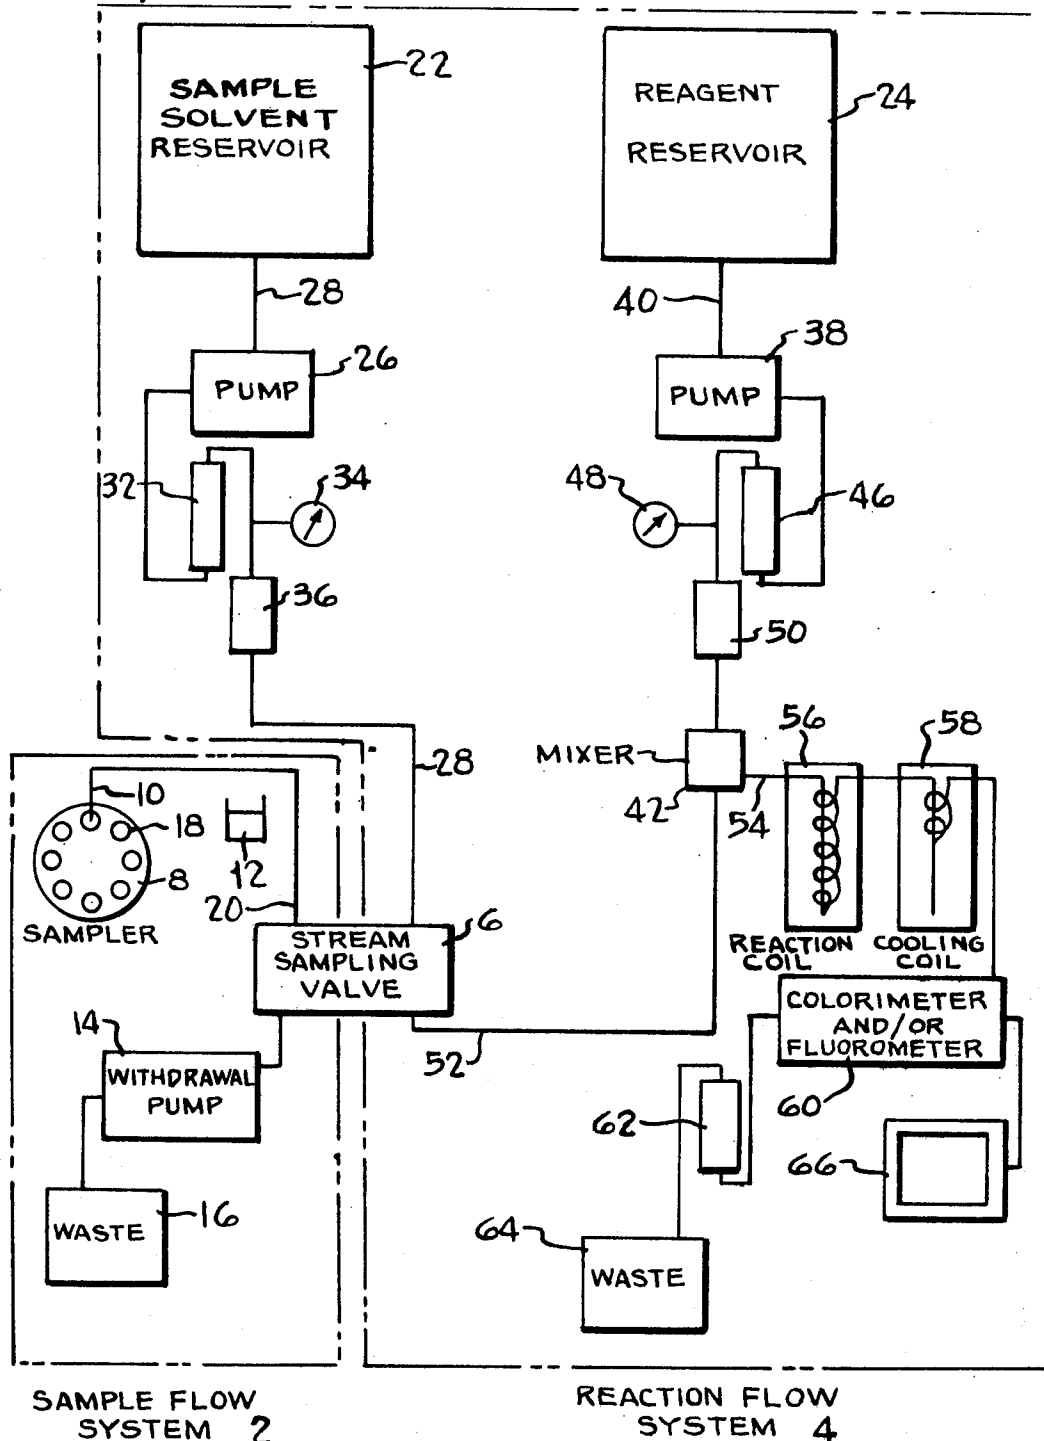 SAMPLE
SOLVENT
RESERVOIR
22
REAGENT
RESERVOIR
24
28
40
PUMP
26
PUMP
38
32
34
48
46
36
50
28
MIXER
42
54
56
58
10
18
8
12
20
SAMPLER
STREAM
SAMPLING
VALVE
6
REACTION
COIL
COOLING
COIL
52
COLORIMETER
AND/OR
FLUOROMETER
60
14
WITHDRAWAL
PUMP
62
66
WASTE
16
64
WASTE
SAMPLE FLOW
SYSTEM 2
REACTION FLOW
SYSTEM 4